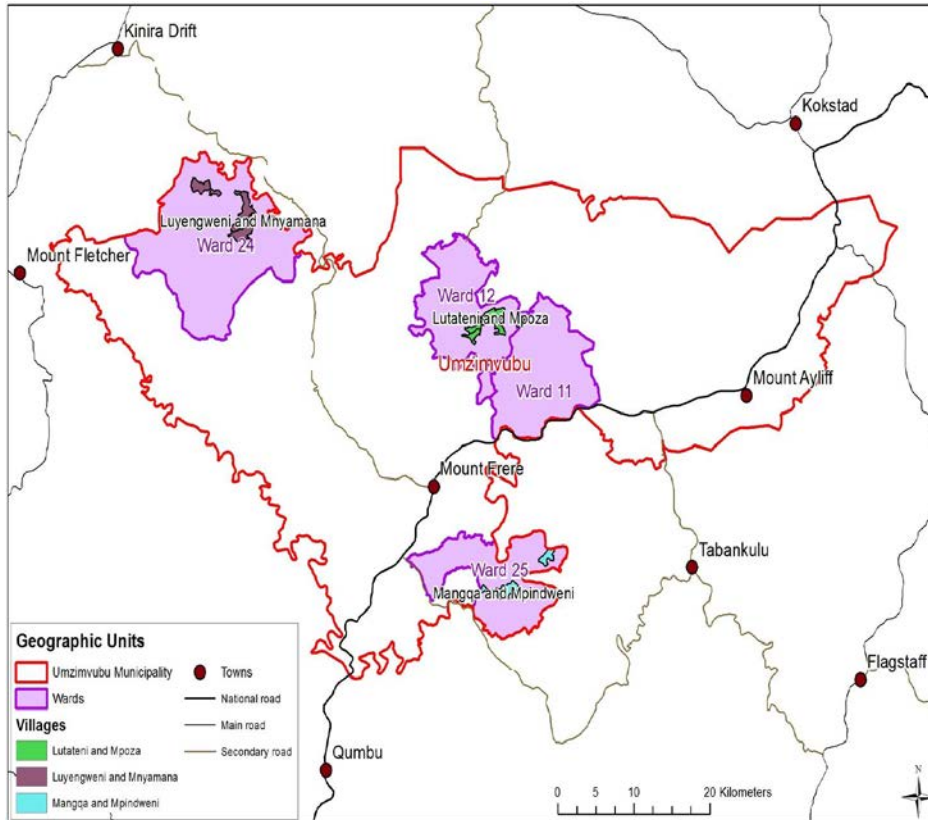 Kinira Drift
Kokstad
Luyengweni and Mnyamana
Ward 24
Mount Fletcher
Ward 12
Lutateni and Mpoza
Umzimvubu
Ward 11
Mount Ayliff
Mount Frere
Tabankulu
Ward 25
Mangqa and Mpindweni
Flagstaff
Qumbu
Geographic Units
Umzimvubu Municipality
Wards
Villages
Lutateni and Mpoza
Luyengweni and Mnyamana
Mangqa and Mpindweni
Towns
National road
Main road
Secondary road
0 5 10 20 Kilometers
N